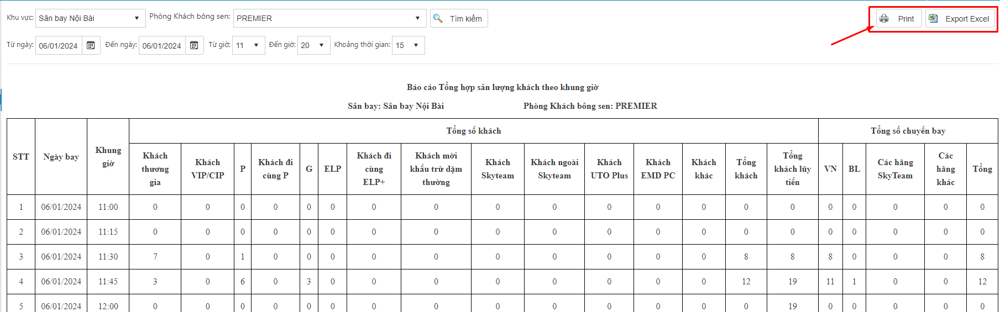 Khu vực: Sân bay Nội Bài Phòng Khách bông sen: PREMIER Tìm kiếm Print Export Excel
Từ ngày: 06/01/2024 Đến ngày: 06/01/2024 Từ giờ: 11 Đến giờ: 20 Khoảng thời gian: 15
Báo cáo Tổng hợp sản lượng khách theo khung giờ
Sân bay: Sân bay Nội Bài Phòng Khách bông sen: PREMIER
STT
Ngày bay
Khung
giờ
Tổng số khách
Tổng số chuyến bay
Khách
thương
gia
Khách
VIP/CIP
P
Khách đi
cùng P
G
ELP
Khách đi
cùng
ELP+
Khách mời
khấu trừ dặm
thường
Khách
Skyteam
Khách ngoài
Skyteam
Khách
UTO Plus
Khách
EMD PC
Khách
khác
Tổng
khách
Tổng
khách lũy
tiến
VN
BL
Các hãng
SkyTeam
Các
hãng
khác
Tổng
1 06/01/2024 11:00 0 0 0 0 0 0 0 0 0 0 0 0 0 0 0 0 0 0 0 0
2 06/01/2024 11:15 0 0 0 0 0 0 0 0 0 0 0 0 0 0 0 0 0 0 0 0
3 06/01/2024 11:30 7 0 1 0 0 0 0 0 0 0 0 0 0 8 8 8 0 0 0 8
4 06/01/2024 11:45 3 0 6 0 3 0 0 0 0 0 0 0 0 12 19 11 1 0 0 12
5 06/01/2024 12:00 0 0 0 0 0 0 0 0 0 0 0 0 0 0 19 0 0 0 0 0